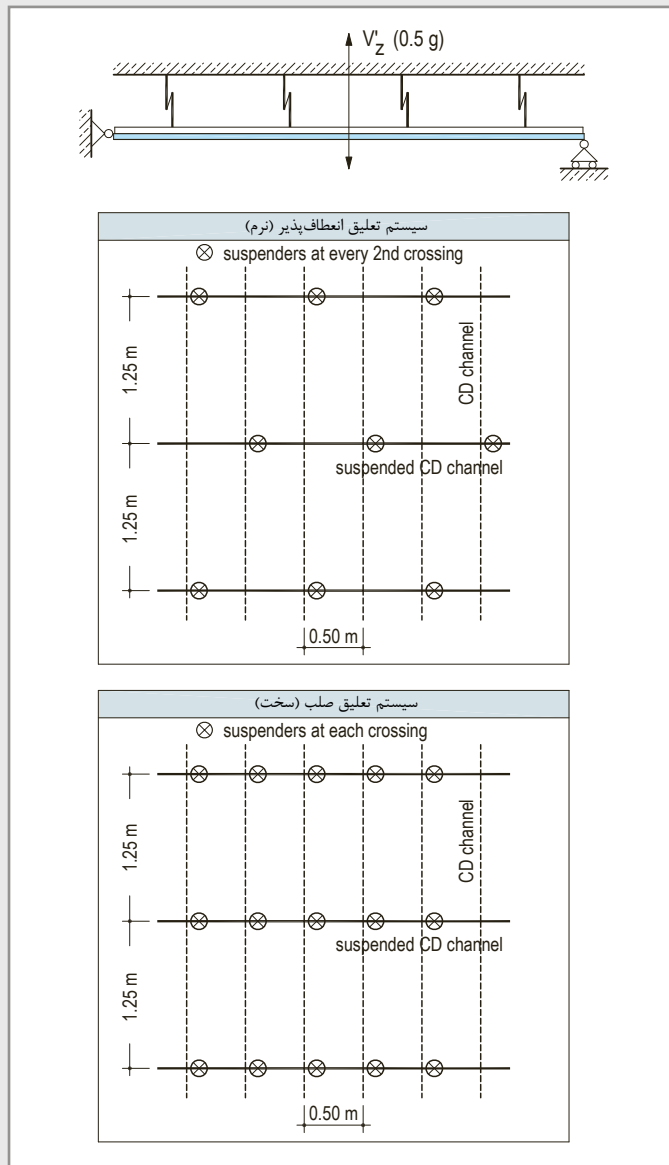 V'z (0.5 g)
سیستم تعلیق انعطاف‌پذیر (نرم)
suspenders at every 2nd crossing
1.25 m
CD channel
suspended CD channel
1.25 m
0.50 m
سیستم تعلیق صلب (سخت)
suspenders at each crossing
1.25 m
CD channel
suspended CD channel
1.25 m
0.50 m